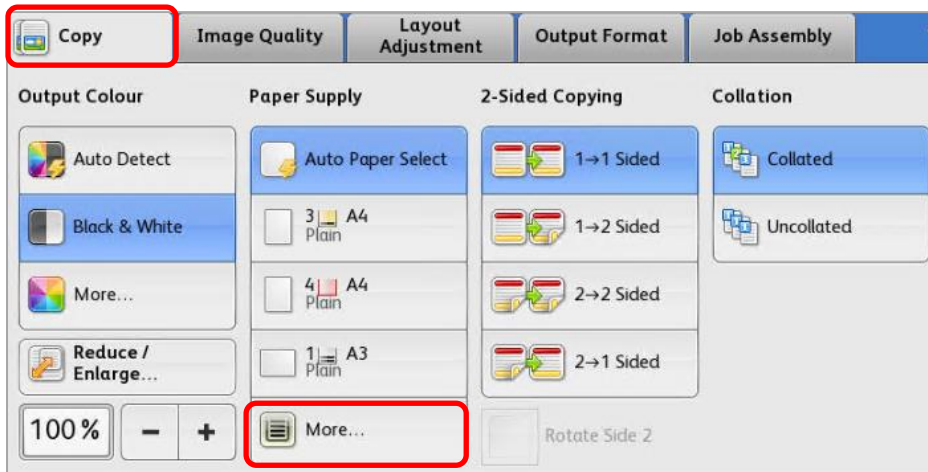 Copy
Image Quality
Layout
Adjustment
Output Format
Job Assembly
Output Colour
Auto Detect
Black & White
More...
Reduce /
Enlarge...
100%
−
+
Paper Supply
Auto Paper Select
3 A4
Plain
4 A4
Plain
1 A3
Plain
More...
2-Sided Copying
1→1 Sided
1→2 Sided
2→2 Sided
2→1 Sided
Rotate Side 2
Collation
Collated
Uncollated